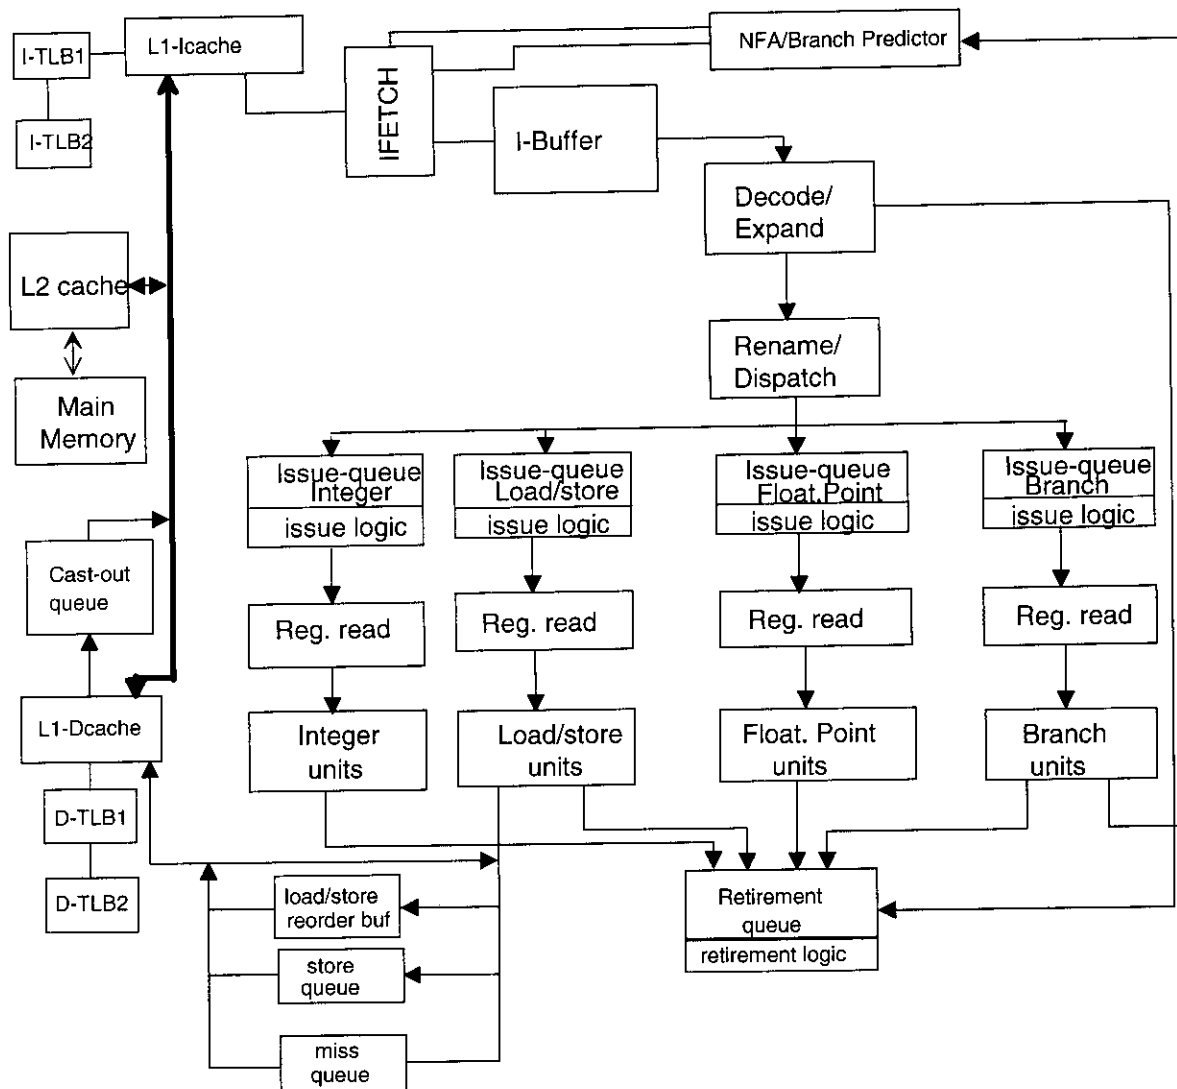 I-TLB1
L1-Icache
IFETCH
NFA/Branch Predictor
I-TLB2
I-Buffer
Decode/
Expand
L2 cache
Rename/
Dispatch
Main
Memory
Issue-queue
Integer
issue logic
Issue-queue
Load/store
issue logic
Issue-queue
Float.Point
issue logic
Issue-queue
Branch
issue logic
Cast-out
queue
Reg. read
Reg. read
Reg. read
Reg. read
L1-Dcache
Integer
units
Load/store
units
Float. Point
units
Branch
units
D-TLB1
D-TLB2
load/store
reorder buf
Retirement
queue
retirement logic
store
queue
miss
queue